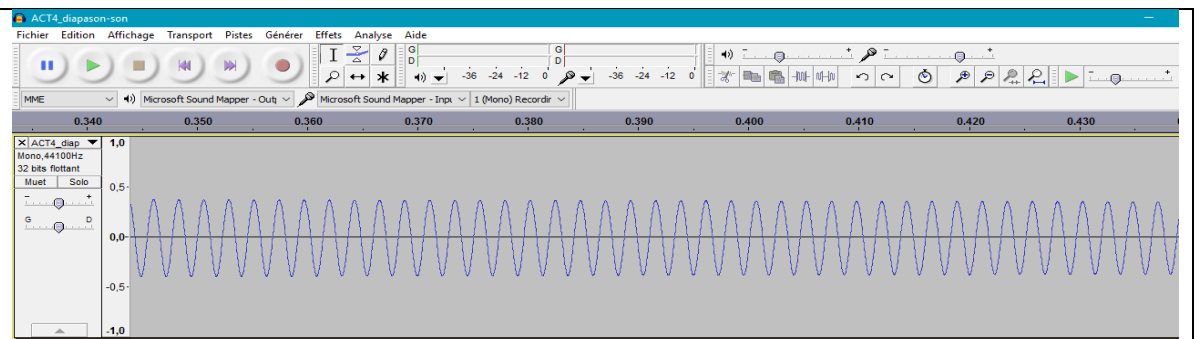 ACT4_diapason-son
Fichier Edition Affichage Transport Pistes Générer Effets Analyse Aide
G G
D D
-36 -24 -12 0 -36 -24 -12 0
- + - +
- +
MME Microsoft Sound Mapper - Outp Microsoft Sound Mapper - Inpu 1 (Mono) Recordir
0.340 0.350 0.360 0.370 0.380 0.390 0.400 0.410 0.420 0.430
ACT4_diap 1,0
Mono,44100Hz
32 bits flottant
Muet Solo 0,5-
- +
G D
0,0-
-0,5-
-1,0